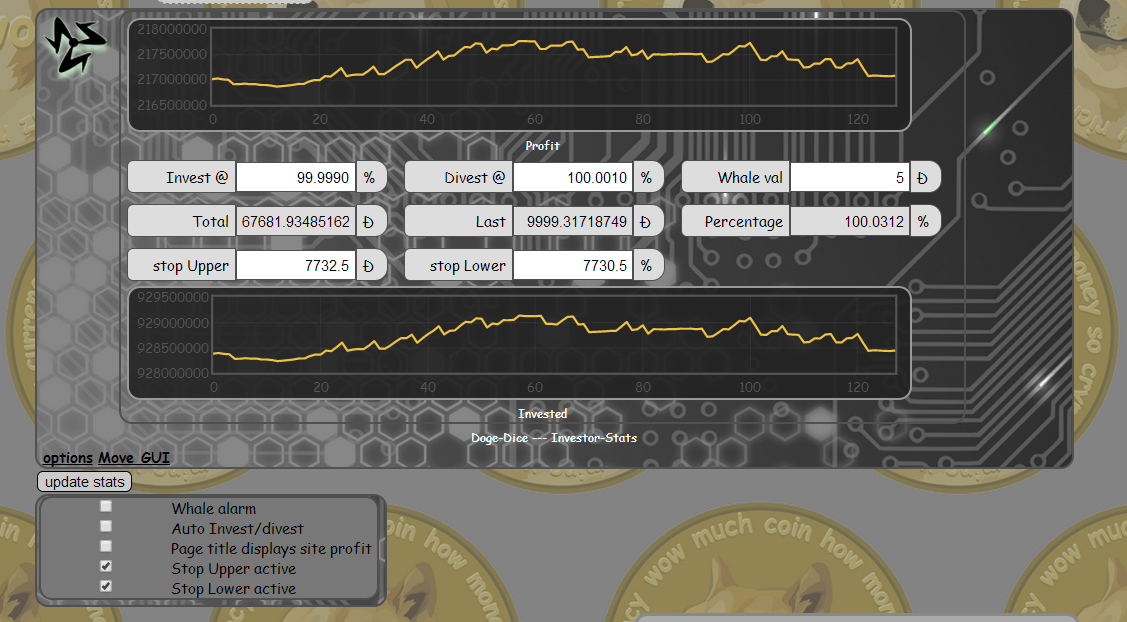 218000000
217500000
217000000
216500000
0 20 40 60 80 100 120
Profit
Invest @ 99.9990 % Divest @ 100.0010 % Whale val 5 Ð
Total 67681.93485162 Ð Last 9999.31718749 Ð Percentage 100.0312 %
stop Upper 7732.5 Ð stop Lower 7730.5 %
929500000
929000000
928500000
928000000
0 20 40 60 80 100 120
Invested
Doge-Dice --- Investor-Stats
options Move GUI
update stats
Whale alarm
Auto Invest/divest
Page title displays site profit
Stop Upper active
Stop Lower active
coin how mon
wow much coin how money
wow mu
money so cry
curren